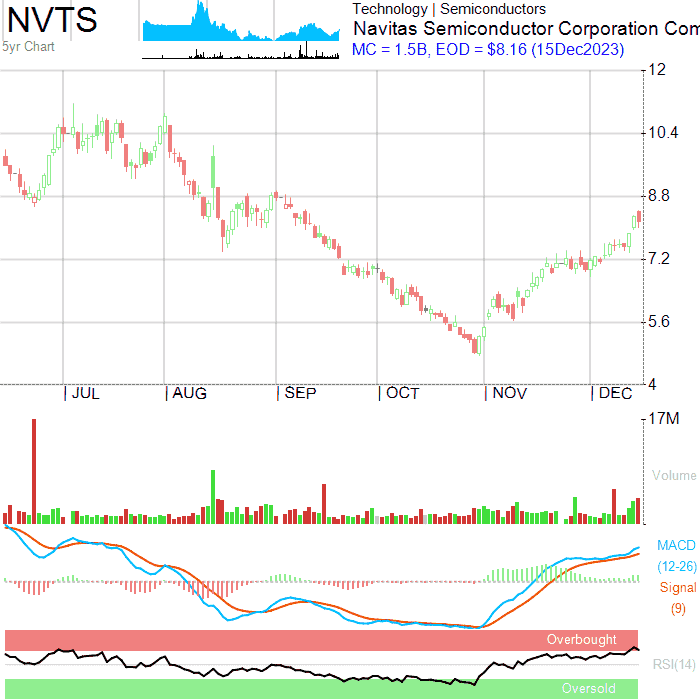 NVTS
5yr Chart
Technology | Semiconductors
Navitas Semiconductor Corporation Com
MC = 1.5B, EOD = $8.16 (15Dec2023)
12
10.4
8.8
7.2
5.6
4
JUL AUG SEP OCT NOV DEC
17M
Volume
MACD
(12-26)
Signal
(9)
Overbought
RSI(14)
Oversold